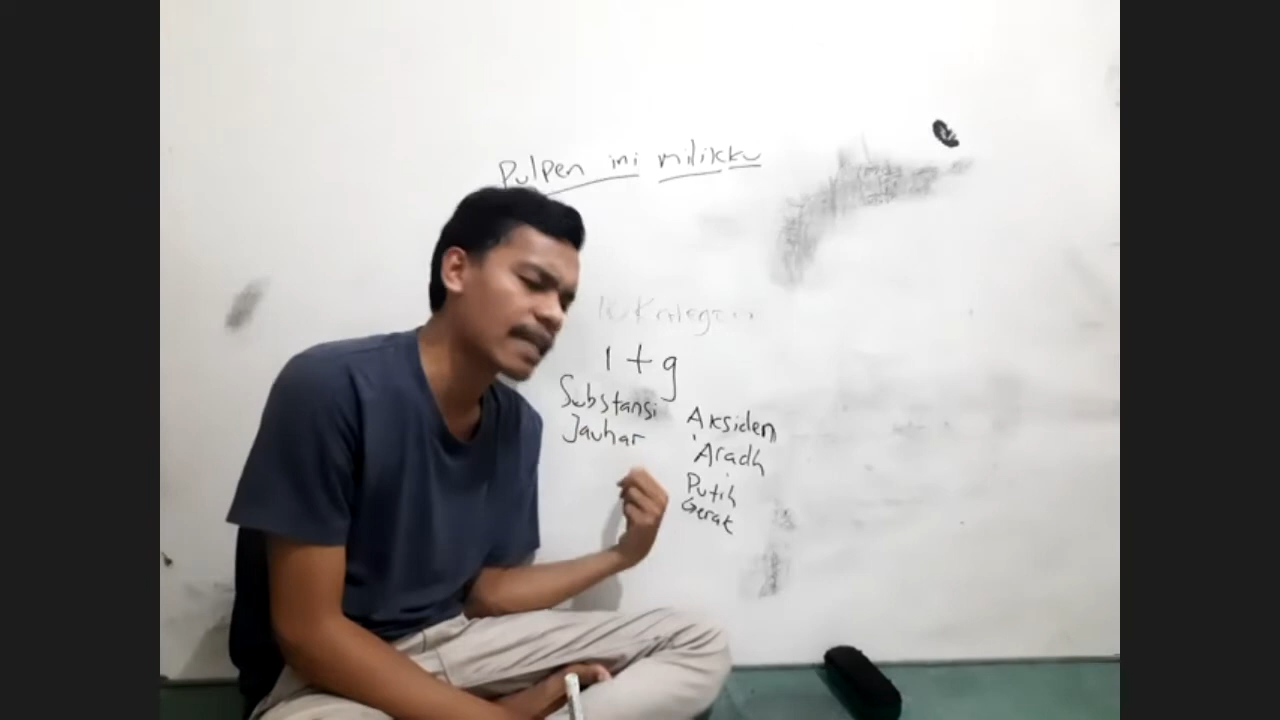 Pulpen ini milikku
1 + 9
Substansi
Jauhar
Aksiden
'Aradh
Putih
Gerak